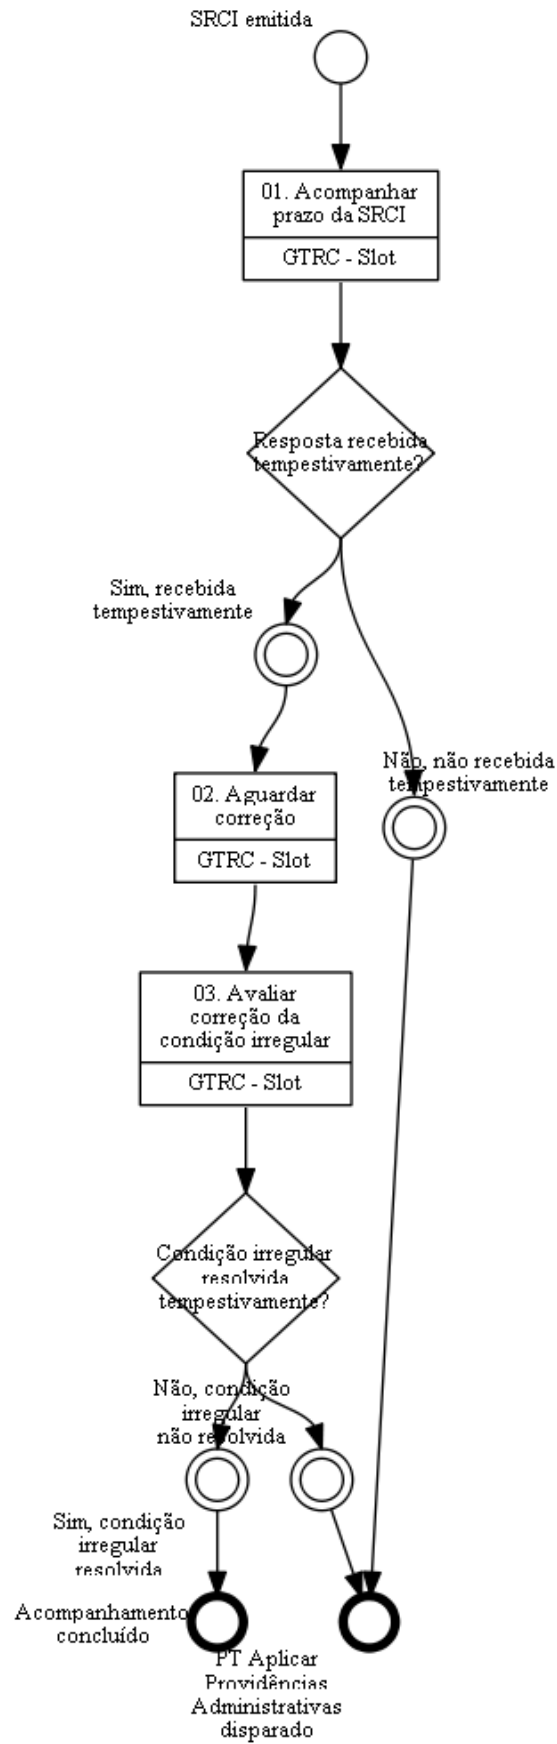 SRCI emitida
01. Acompanhar
prazo da SRCI
GTRC - Slot
Resposta recebida
tempestivamente?
Sim, recebida
tempestivamente
Não, não recebida
tempestivamente
02. Aguardar
correção
GTRC - Slot
03. Avaliar
correção da
condição irregular
GTRC - Slot
Condição irregular
resolvida
tempestivamente?
Não, condição
irregular
não resolvida
Sim, condição
irregular
resolvida
Acompanhamento
concluído
PT Aplicar
Providências
Administrativas
disparado